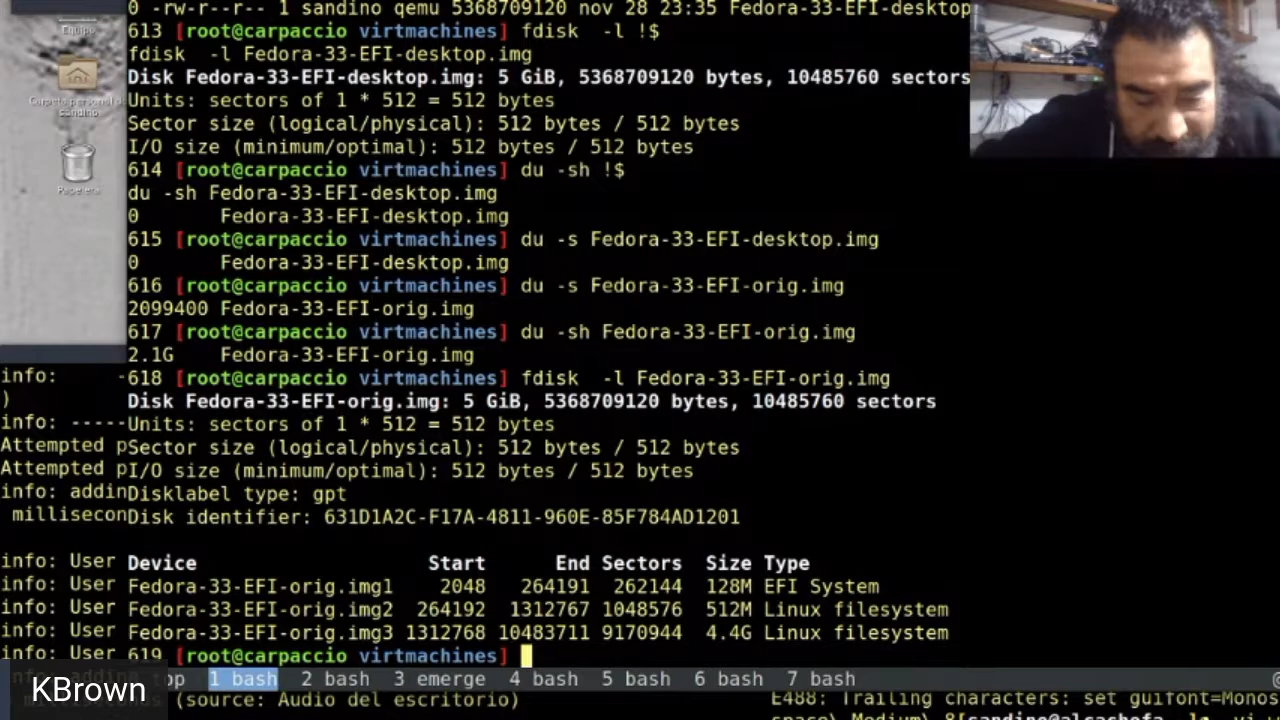 0 -rw-r--r-- 1 sandino qemu 5368709120 nov 28 23:35 Fedora-33-EFI-desktop
613 [root@carpaccio virtmachines] fdisk  -l !$
fdisk  -l Fedora-33-EFI-desktop.img
Disk Fedora-33-EFI-desktop.img: 5 GiB, 5368709120 bytes, 10485760 sectors
Units: sectors of 1 * 512 = 512 bytes
Sector size (logical/physical): 512 bytes / 512 bytes
I/O size (minimum/optimal): 512 bytes / 512 bytes
614 [root@carpaccio virtmachines] du -sh !$
du -sh Fedora-33-EFI-desktop.img
0       Fedora-33-EFI-desktop.img
615 [root@carpaccio virtmachines] du -s Fedora-33-EFI-desktop.img
0       Fedora-33-EFI-desktop.img
616 [root@carpaccio virtmachines] du -s Fedora-33-EFI-orig.img
2099400 Fedora-33-EFI-orig.img
617 [root@carpaccio virtmachines] du -sh Fedora-33-EFI-orig.img
2.1G    Fedora-33-EFI-orig.img
618 [root@carpaccio virtmachines] fdisk  -l Fedora-33-EFI-orig.img
Disk Fedora-33-EFI-orig.img: 5 GiB, 5368709120 bytes, 10485760 sectors
Units: sectors of 1 * 512 = 512 bytes
Sector size (logical/physical): 512 bytes / 512 bytes
I/O size (minimum/optimal): 512 bytes / 512 bytes
Disklabel type: gpt
Disk identifier: 631D1A2C-F17A-4811-960E-85F784AD1201
Device                     Start      End Sectors  Size Type
Fedora-33-EFI-orig.img1    2048   264191  262144  128M EFI System
Fedora-33-EFI-orig.img2  264192  1312767 1048576  512M Linux filesystem
Fedora-33-EFI-orig.img3 1312768 10483711 9170944  4.4G Linux filesystem
619 [root@carpaccio virtmachines]
op  1 bash  2 bash  3 emerge  4 bash  5 bash  6 bash  7 bash
Equipo
Carpeta personal de
sandino
Papelera
info:     -
)
info: -----
Attempted p
Attempted p
info: addin
millisecon
info: User
info: User
info: User
info: User
info: User
KBrown
(source: Audio del escritorio)
E488: Trailing characters: set guifont=Monos